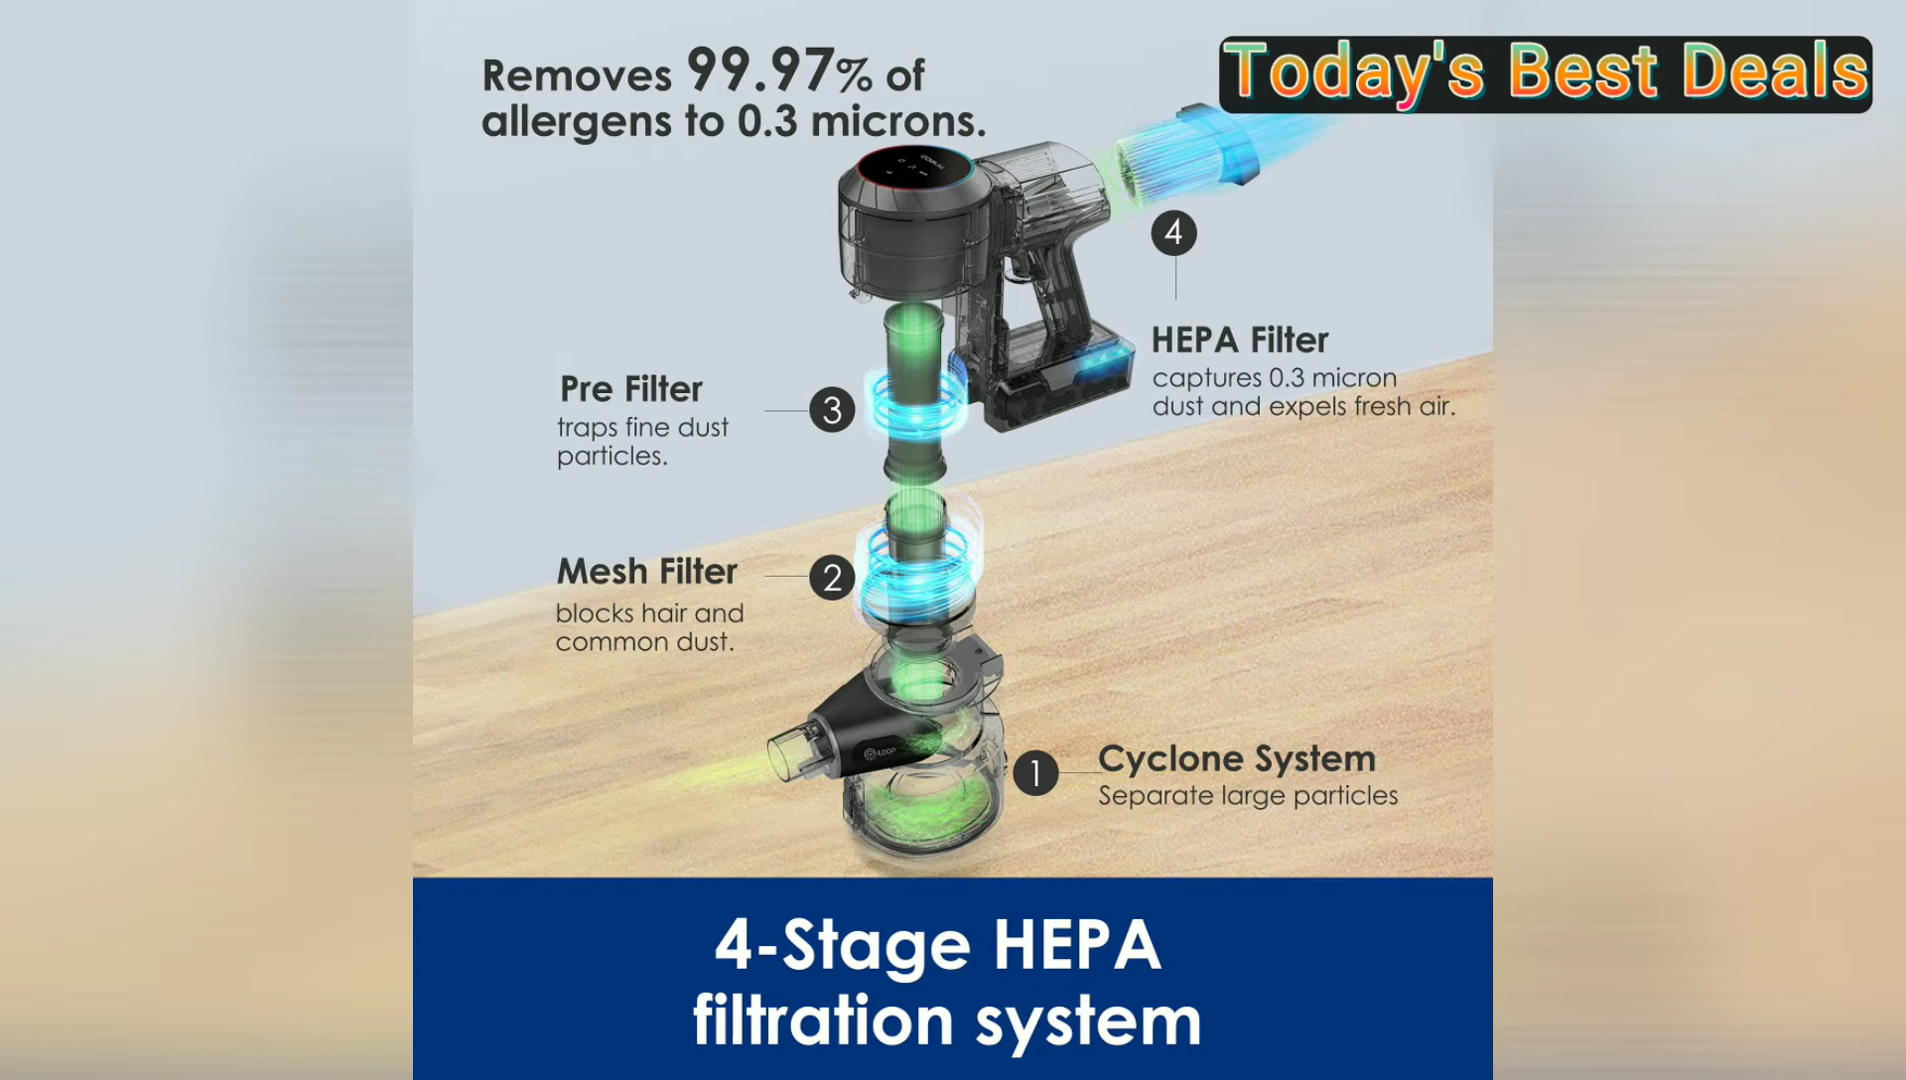 Removes 99.97% of
allergens to 0.3 microns.
Today's Best Deals
4
HEPA Filter
captures 0.3 micron
dust and expels fresh air.
Pre Filter
traps fine dust
particles.
3
Mesh Filter
blocks hair and
common dust.
2
1
Cyclone System
Separate large particles
4-Stage HEPA
filtration system